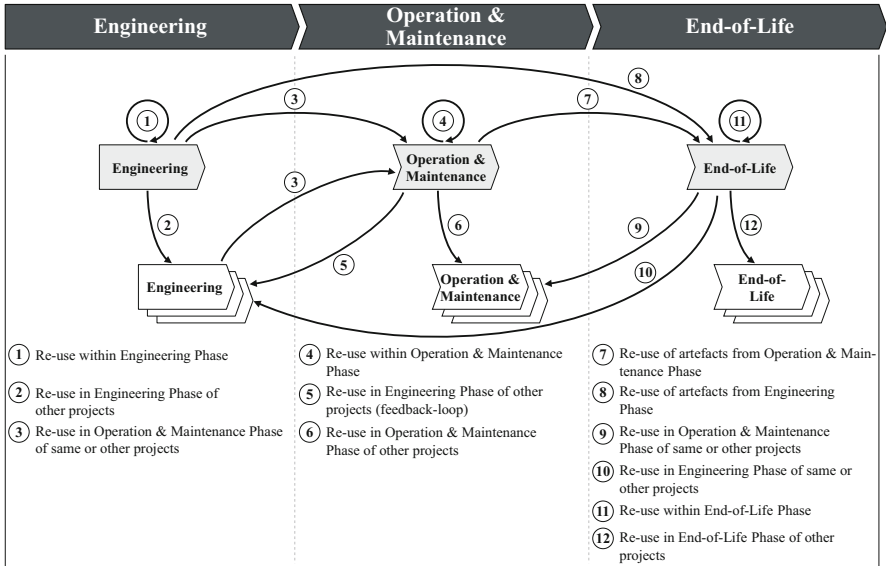 Engineering
Operation &
Maintenance
End-of-Life
8
3
7
1
4
11
Engineering
Operation &
Maintenance
End-of-Life
3
2
6
9
12
5
10
Engineering
Operation &
Maintenance
End-of-
Life
1 Re-use within Engineering Phase
2 Re-use in Engineering Phase of
other projects
3 Re-use in Operation & Maintenance Phase
of same or other projects
4 Re-use within Operation & Maintenance
Phase
5 Re-use in Engineering Phase of other
projects (feedback-loop)
6 Re-use in Operation & Maintenance
Phase of other projects
7 Re-use of artefacts from Operation & Main-
tenance Phase
8 Re-use of artefacts from Engineering
Phase
9 Re-use in Operation & Maintenance
Phase of same or other projects
10 Re-use in Engineering Phase of same or
other projects
11 Re-use within End-of-Life Phase
12 Re-use in End-of-Life Phase of other
projects